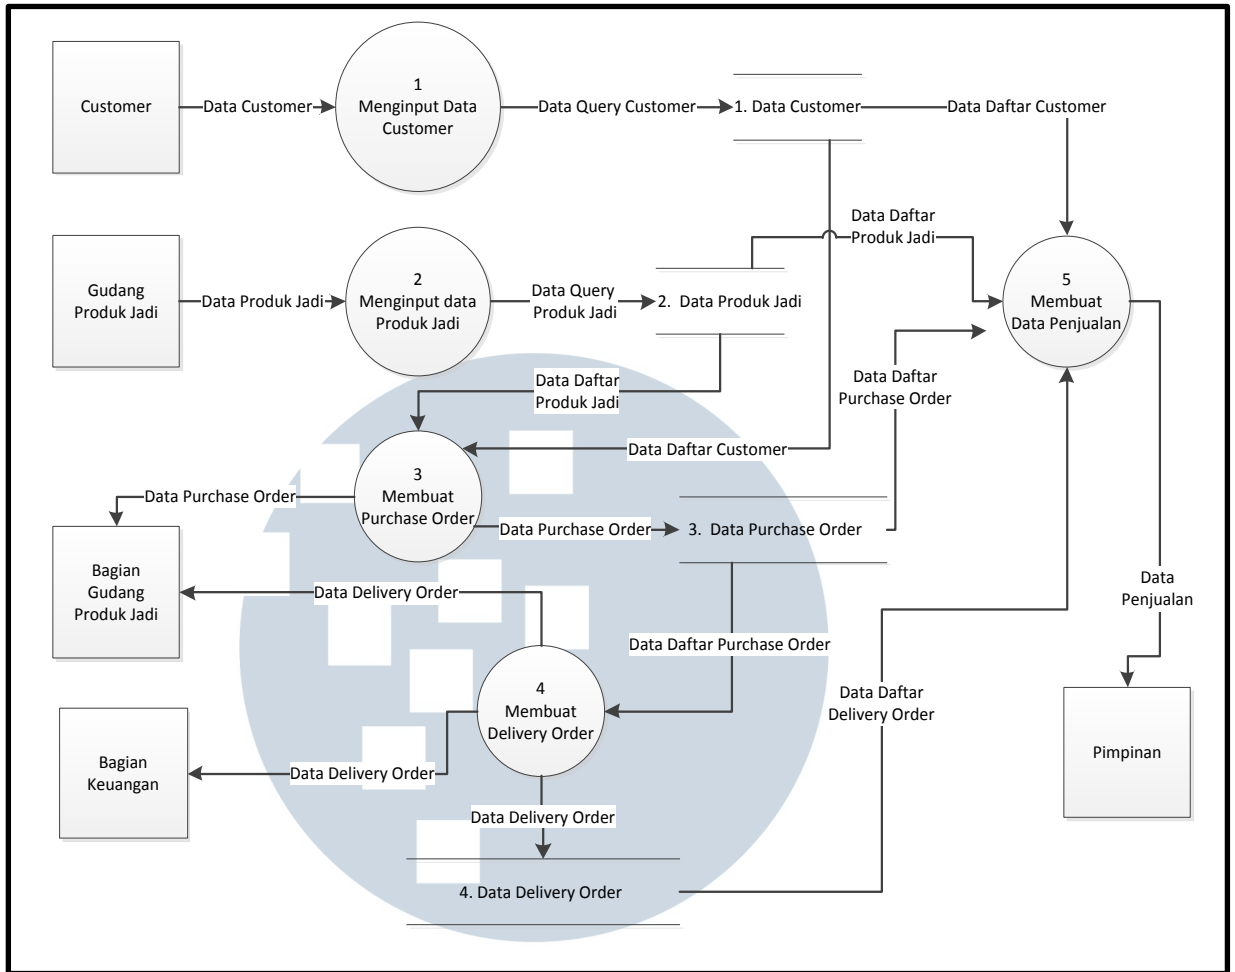 Customer
Data Customer
1
Menginput Data
Customer
Data Query Customer
1. Data Customer
Data Daftar Customer
Gudang
Produk Jadi
Data Produk Jadi
2
Menginput data
Produk Jadi
Data Query
Produk Jadi
2. Data Produk Jadi
Data Daftar
Produk Jadi
5
Membuat
Data Penjualan
Data Daftar
Produk Jadi
Data Daftar
Purchase Order
Data Daftar Customer
3
Membuat
Purchase Order
Data Purchase Order
Data Purchase Order
3. Data Purchase Order
Bagian
Gudang
Produk Jadi
Data Delivery Order
Data
Penjualan
Data Daftar Purchase Order
4
Membuat
Delivery Order
Data Daftar
Delivery Order
Pimpinan
Bagian
Keuangan
Data Delivery Order
Data Delivery Order
4. Data Delivery Order